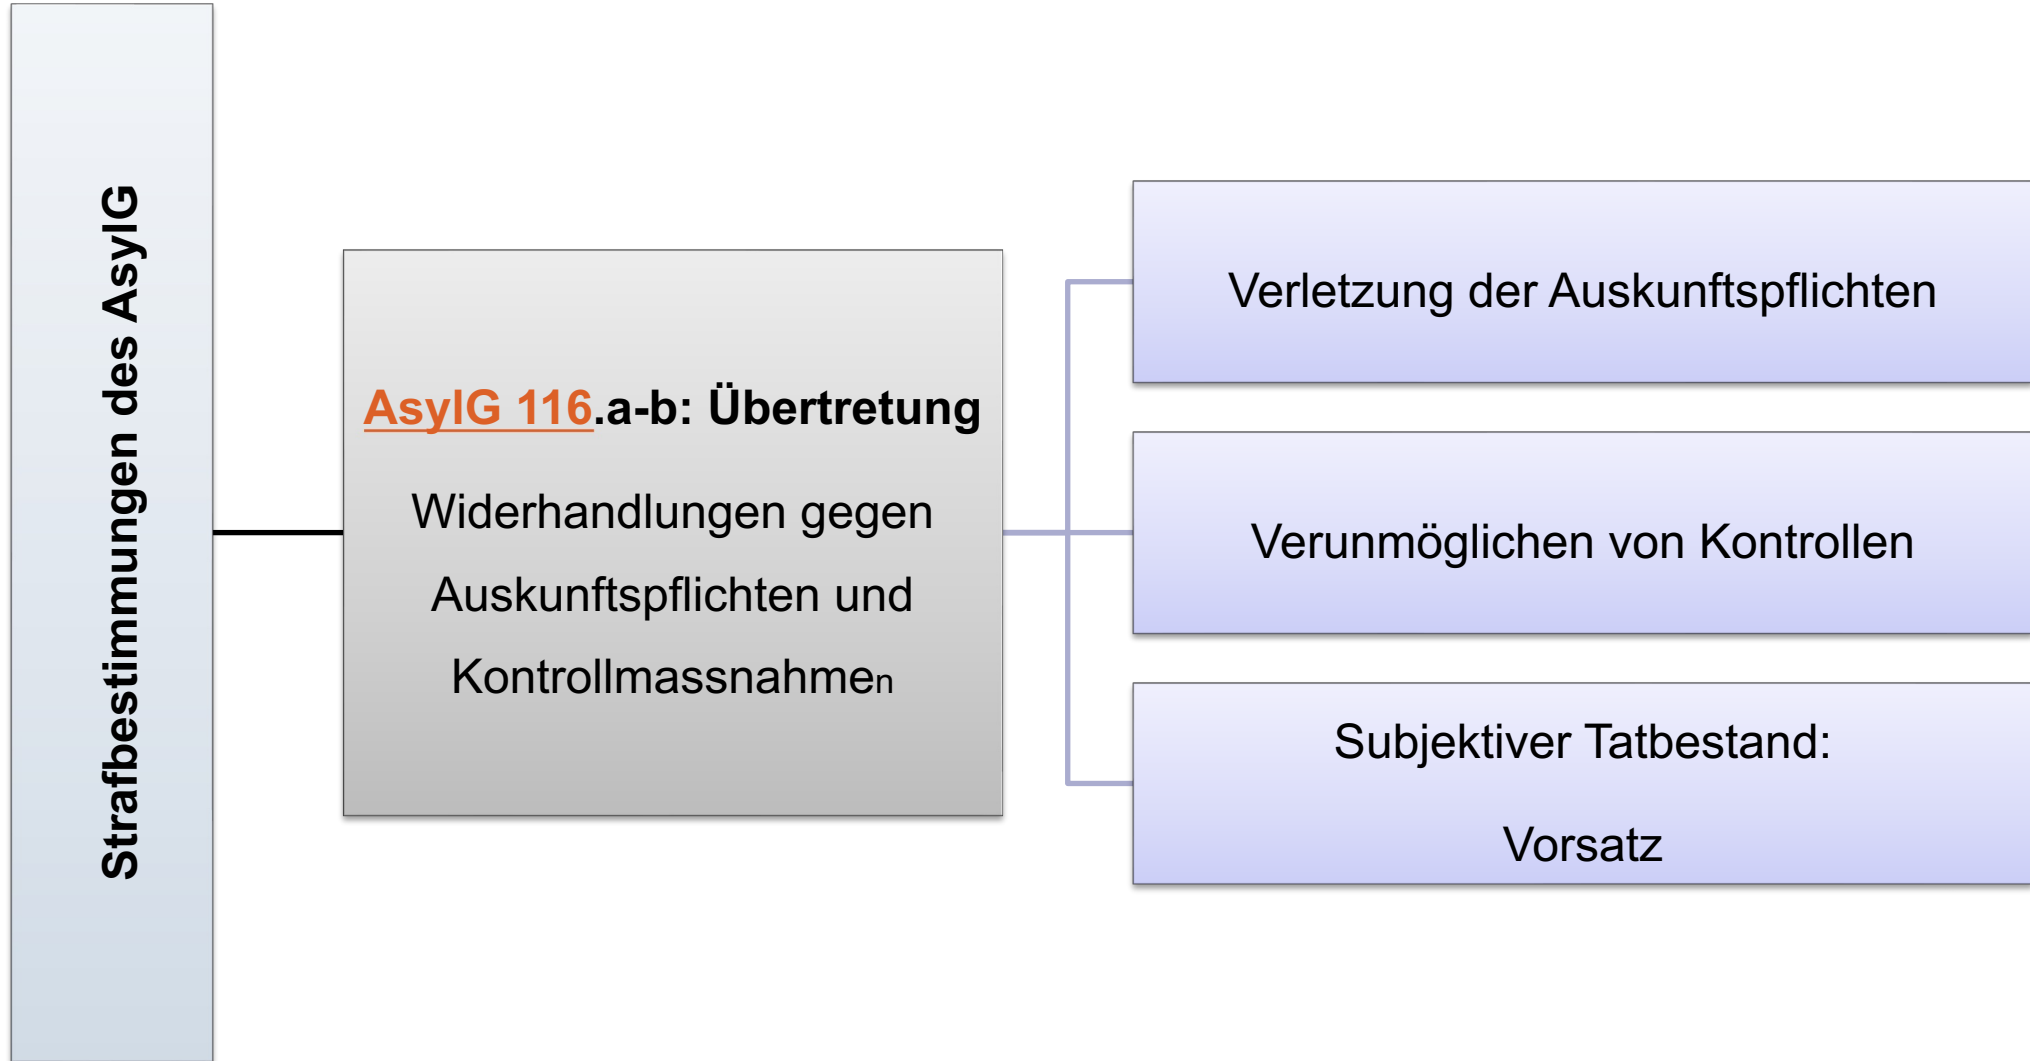 Strafbestimmungen des AsylG
AsylG 116.a-b: Übertretung
Widerhandlungen gegen
Auskunftspflichten und
Kontrollmassnahmen
Verletzung der Auskunftspflichten
Verunmöglichen von Kontrollen
Subjektiver Tatbestand:
Vorsatz